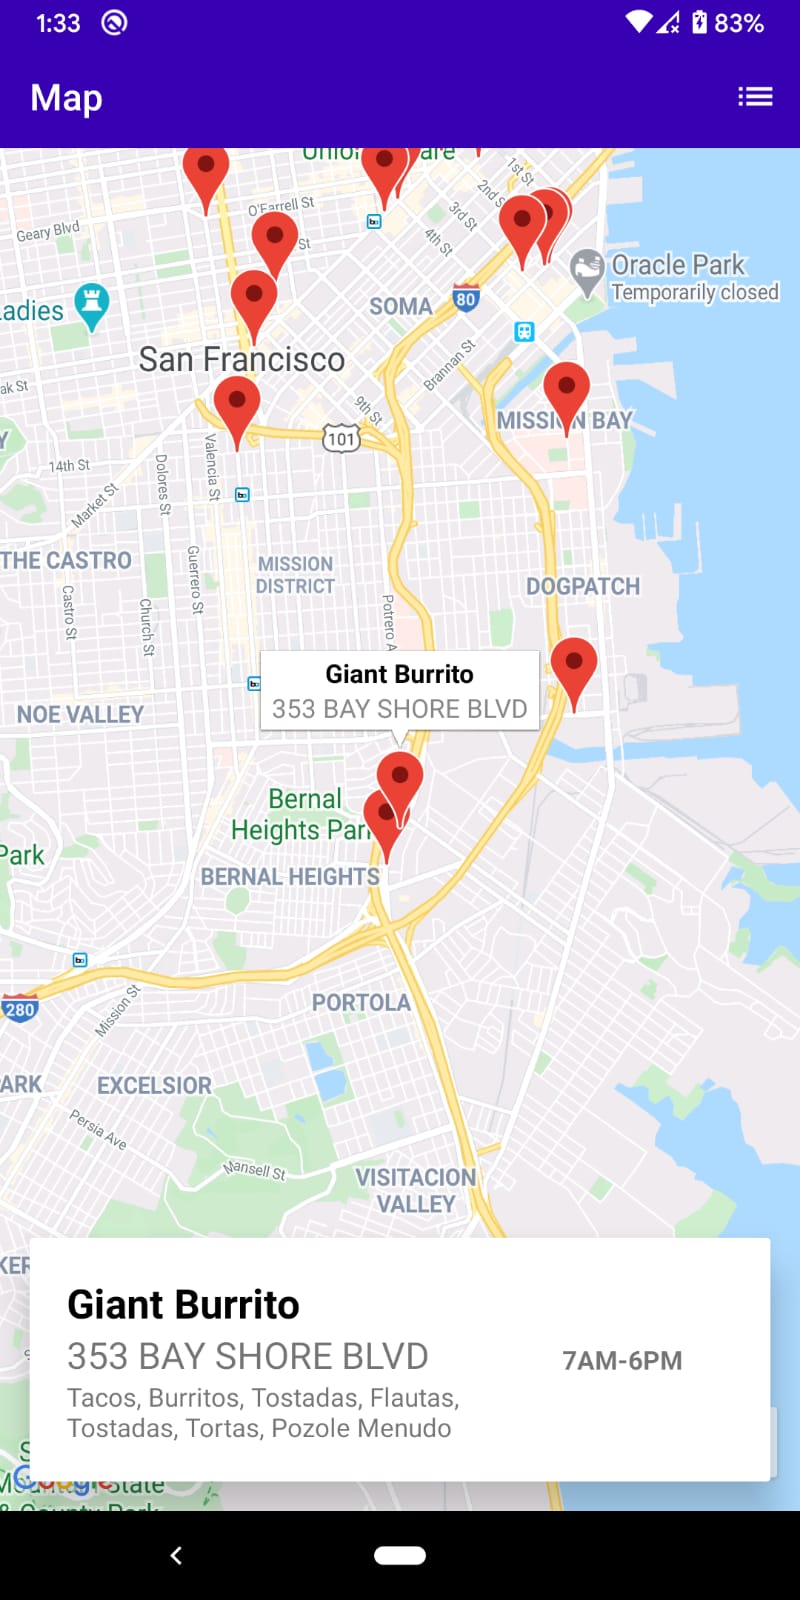 1:33
83%
Map
Union
are
1st St
O'Farrell St
2nd S
Geary Blvd
3rd St
St
4th St
Oracle Park
Temporarily closed
adies
SOMA
80
San Francisco
Brannan St
ak St
9th St
MISSION BAY
101
Y
14th St
Valencia St
Dolores St
Market St
THE CASTRO
MISSION
DISTRICT
Guerrero St
DOGPATCH
Castro St
Church St
Potrero A
Giant Burrito
353 BAY SHORE BLVD
NOE VALLEY
Bernal
Heights Par
Park
BERNAL HEIGHTS
280
Mission St
PORTOLA
ARK
EXCELSIOR
Persia Ave
Mansell St
VISITACION
VALLEY
KER
Giant Burrito
353 BAY SHORE BLVD
7AM-6PM
Tacos, Burritos, Tostadas, Flautas,
Tostadas, Tortas, Pozole Menudo
S
Google
State
& County Park